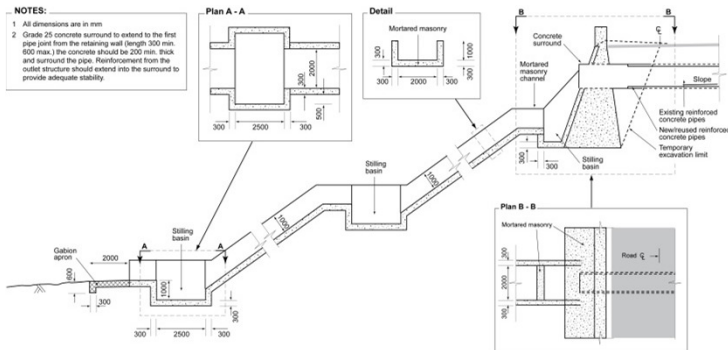 NOTES:
1 All dimensions are in mm
2 Grade 25 concrete surround to extend to the first
pipe joint from the retaining wall (length 300 min.
600 max.) the concrete should be 200 min. thick
and surround the pipe. Reinforcement from the
outlet structure should extend into the surround to
provide adequate stability.
Plan A - A
300
2000
300
500
300
2500
300
Detail
Mortared masonry
300
1000
300
2000
300
B
B
Concrete
surround
Mortared
masonry
channel
Slope
Existing reinforced
concrete pipes
New/reused reinforced
concrete pipes
Temporary
excavation limit
Stilling
basin
300
300
1000
Stilling
basin
1000
A
A
Stilling
basin
Gabion
apron
2000
600
300
1000
300
300
2500
300
Plan B - B
Mortared masonry
300
2000
300
Road